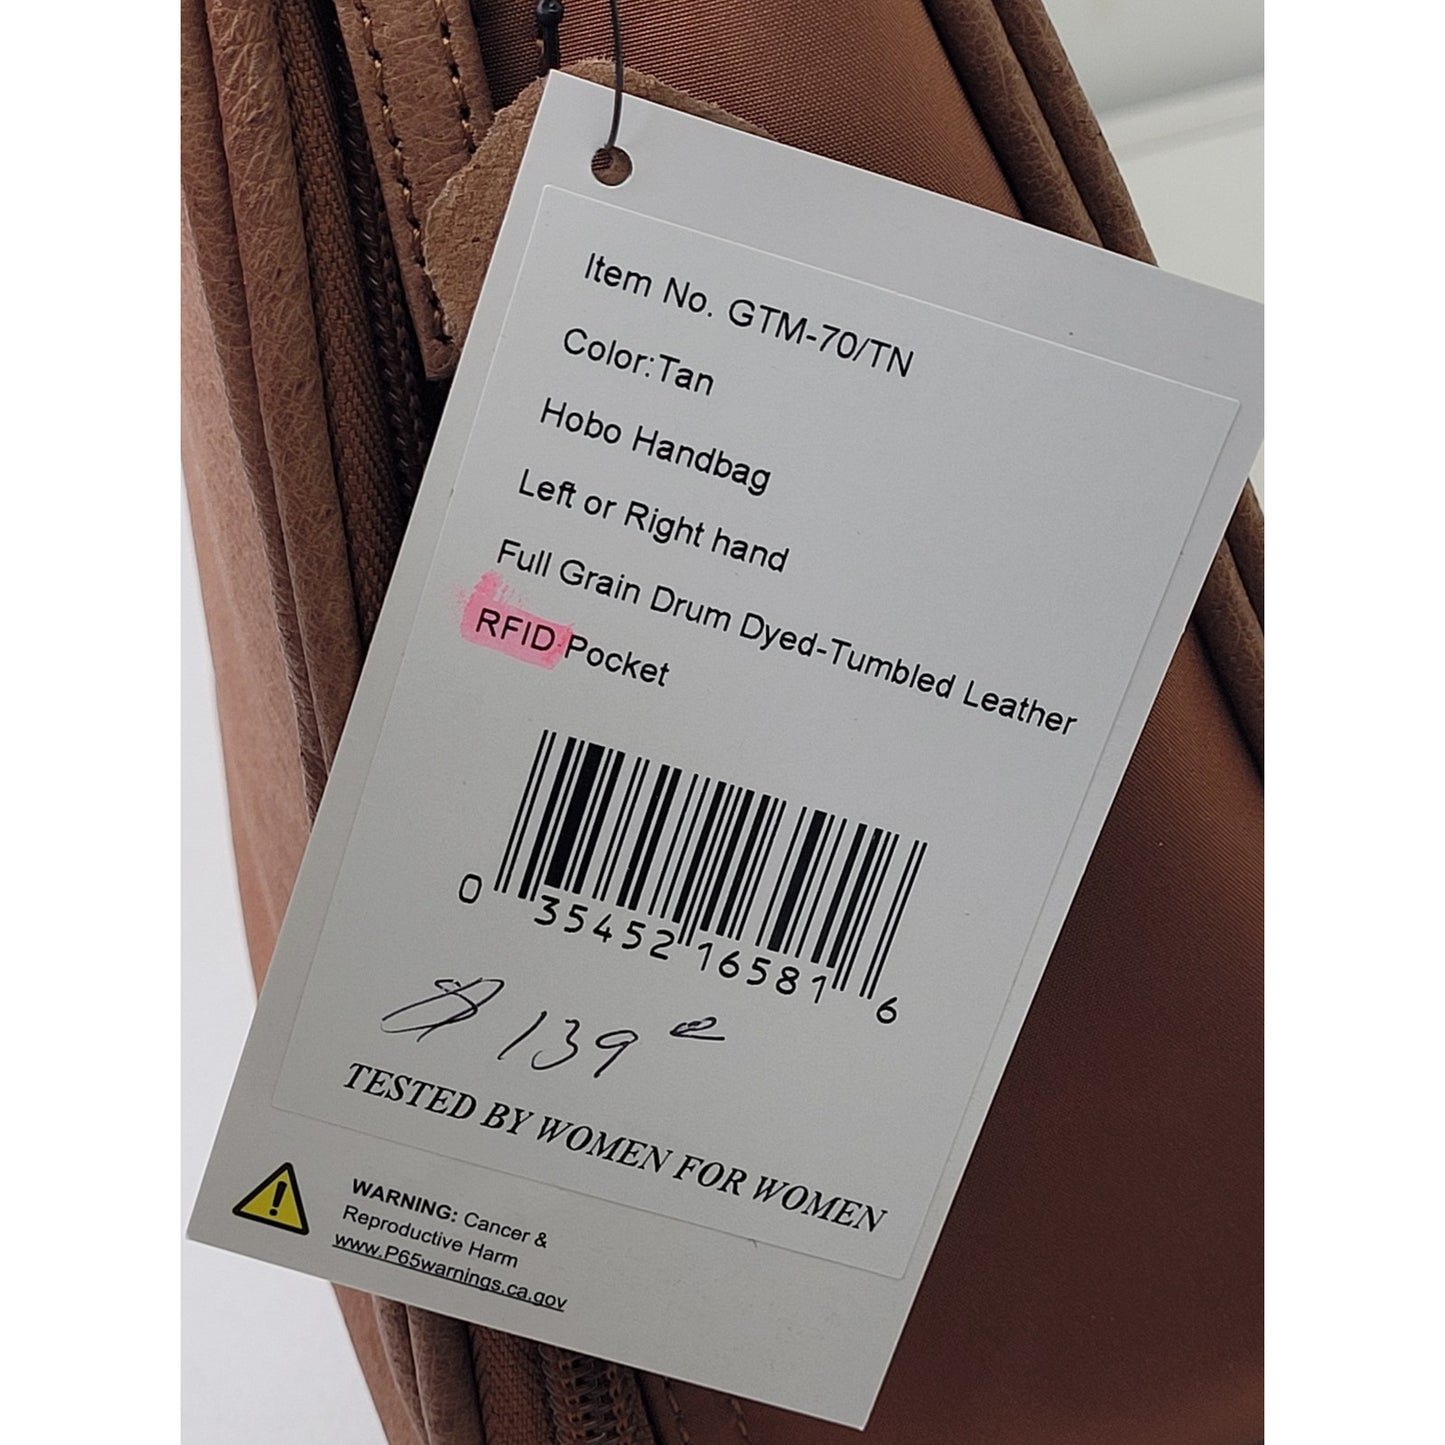 Item No. GTM-70/TN
Color:Tan
Hobo Handbag
Left or Right hand
Full Grain Drum Dyed-Tumbled Leather
RFID Pocket
0 35452 16581 6
$ 139
TESTED BY WOMEN FOR WOMEN
WARNING: Cancer &
Reproductive Harm
www.P65warnings.ca.gov